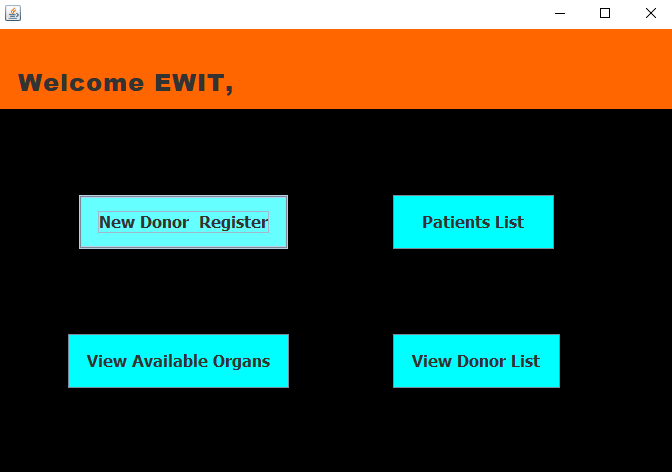 Welcome EWIT,
New Donor  Register
Patients List
View Available Organs
View Donor List